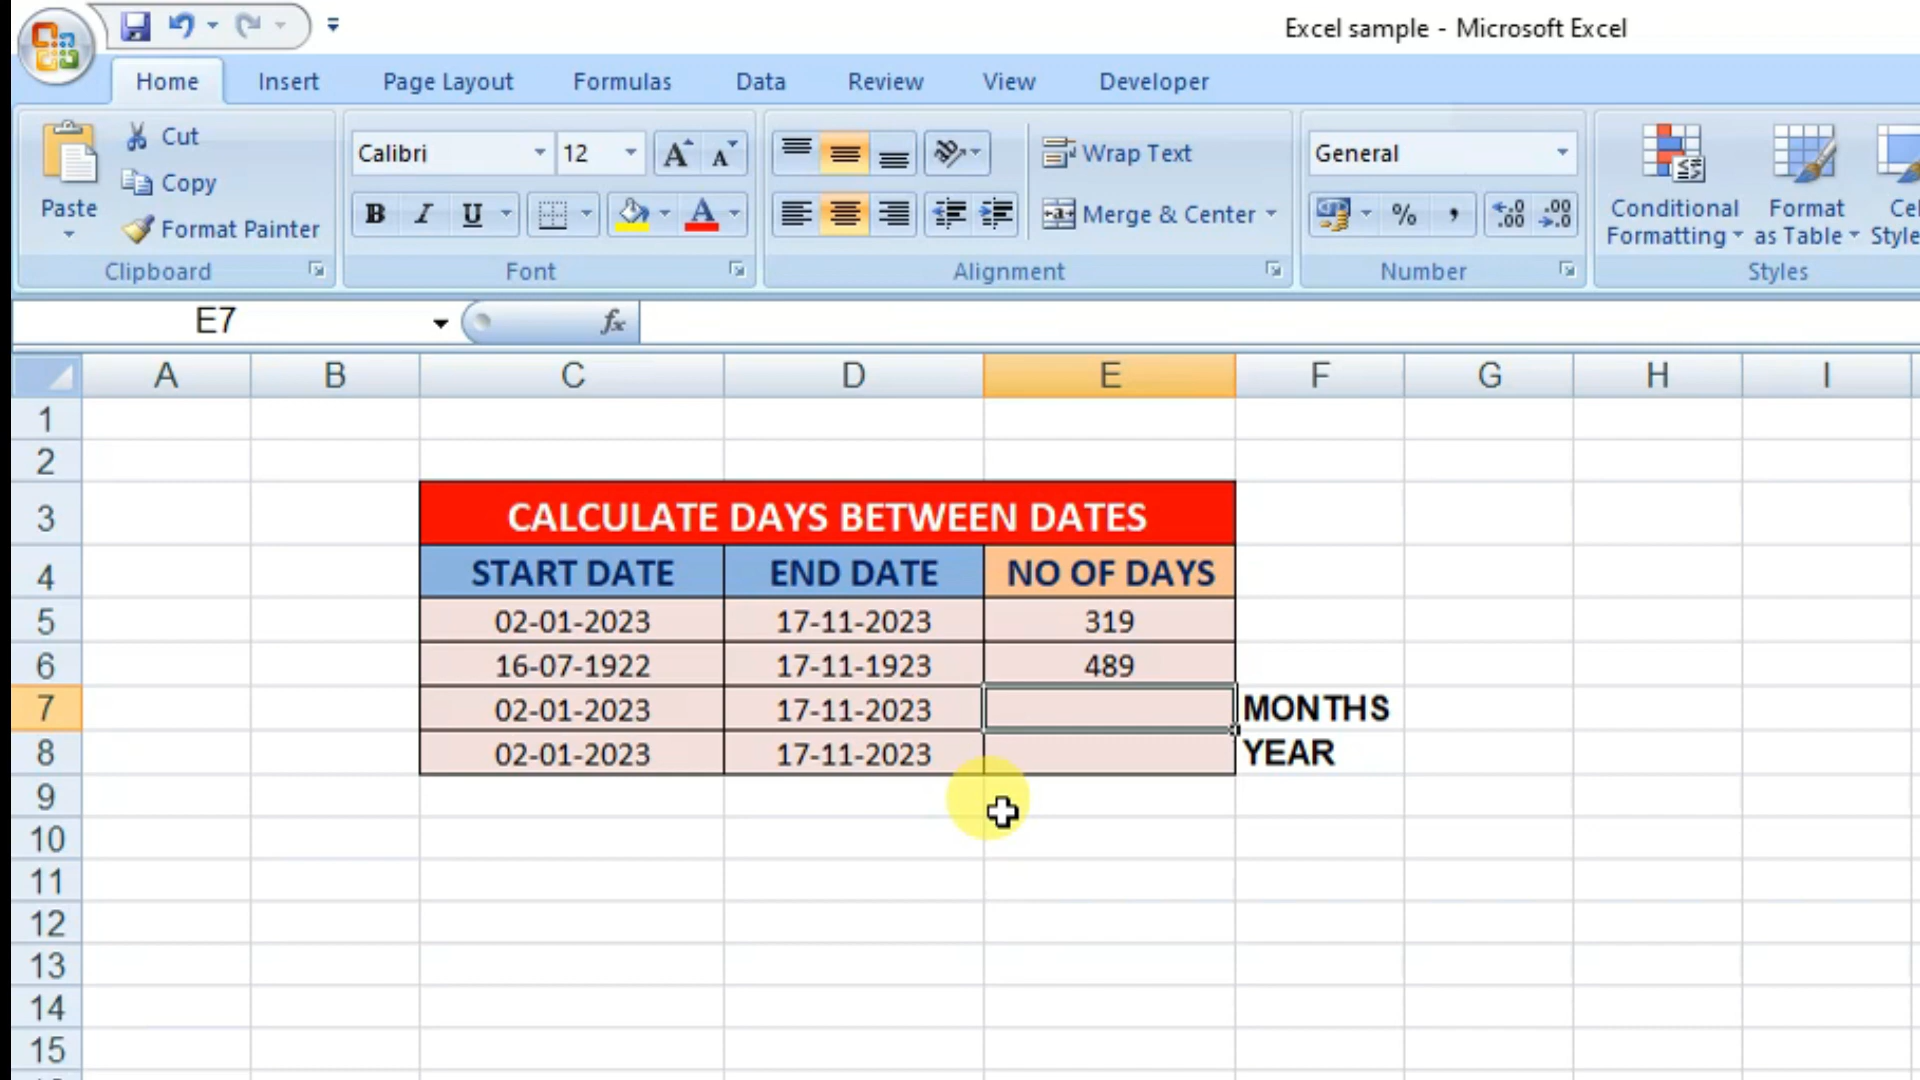 Excel sample - Microsoft Excel
Home Insert Page Layout Formulas Data Review View Developer
Paste
Cut
Copy
Format Painter
Clipboard
Calibri 12
B I U A
Font
Wrap Text
Merge & Center
Alignment
General
% ,
Number
Conditional Formatting
Format as Table
Styles
E7 fx
A B C D E F G H I
1
2
3 CALCULATE DAYS BETWEEN DATES
4 START DATE END DATE NO OF DAYS
5 02-01-2023 17-11-2023 319
6 16-07-1922 17-11-1923 489
7 02-01-2023 17-11-2023 MONTHS
8 02-01-2023 17-11-2023 YEAR
9
10
11
12
13
14
15